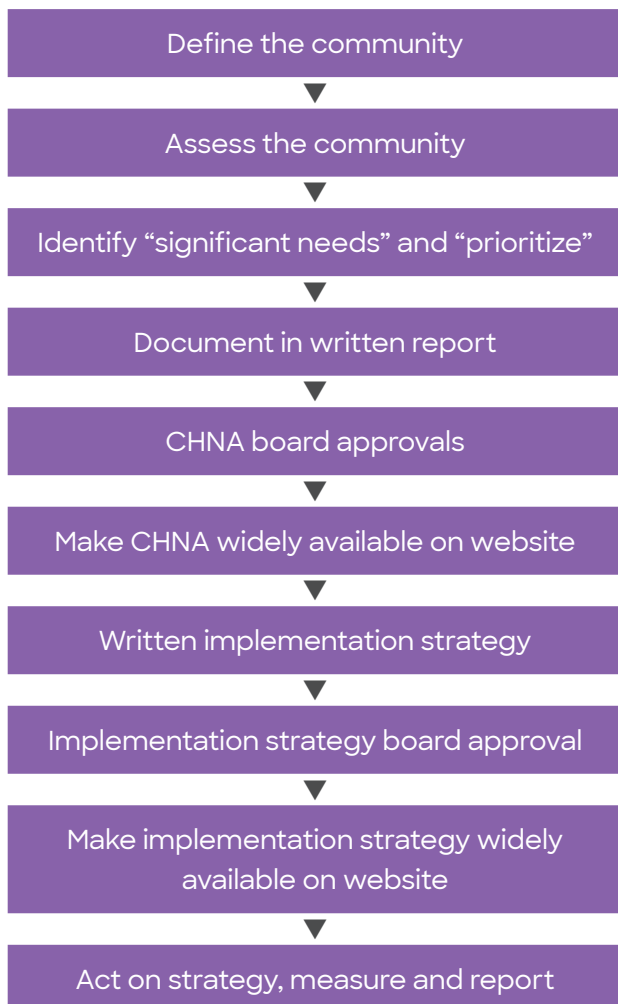 Define the community
Assess the community
Identify “significant needs” and “prioritize”
Document in written report
CHNA board approvals
Make CHNA widely available on website
Written implementation strategy
Implementation strategy board approval
Make implementation strategy widely
available on website
Act on strategy, measure and report